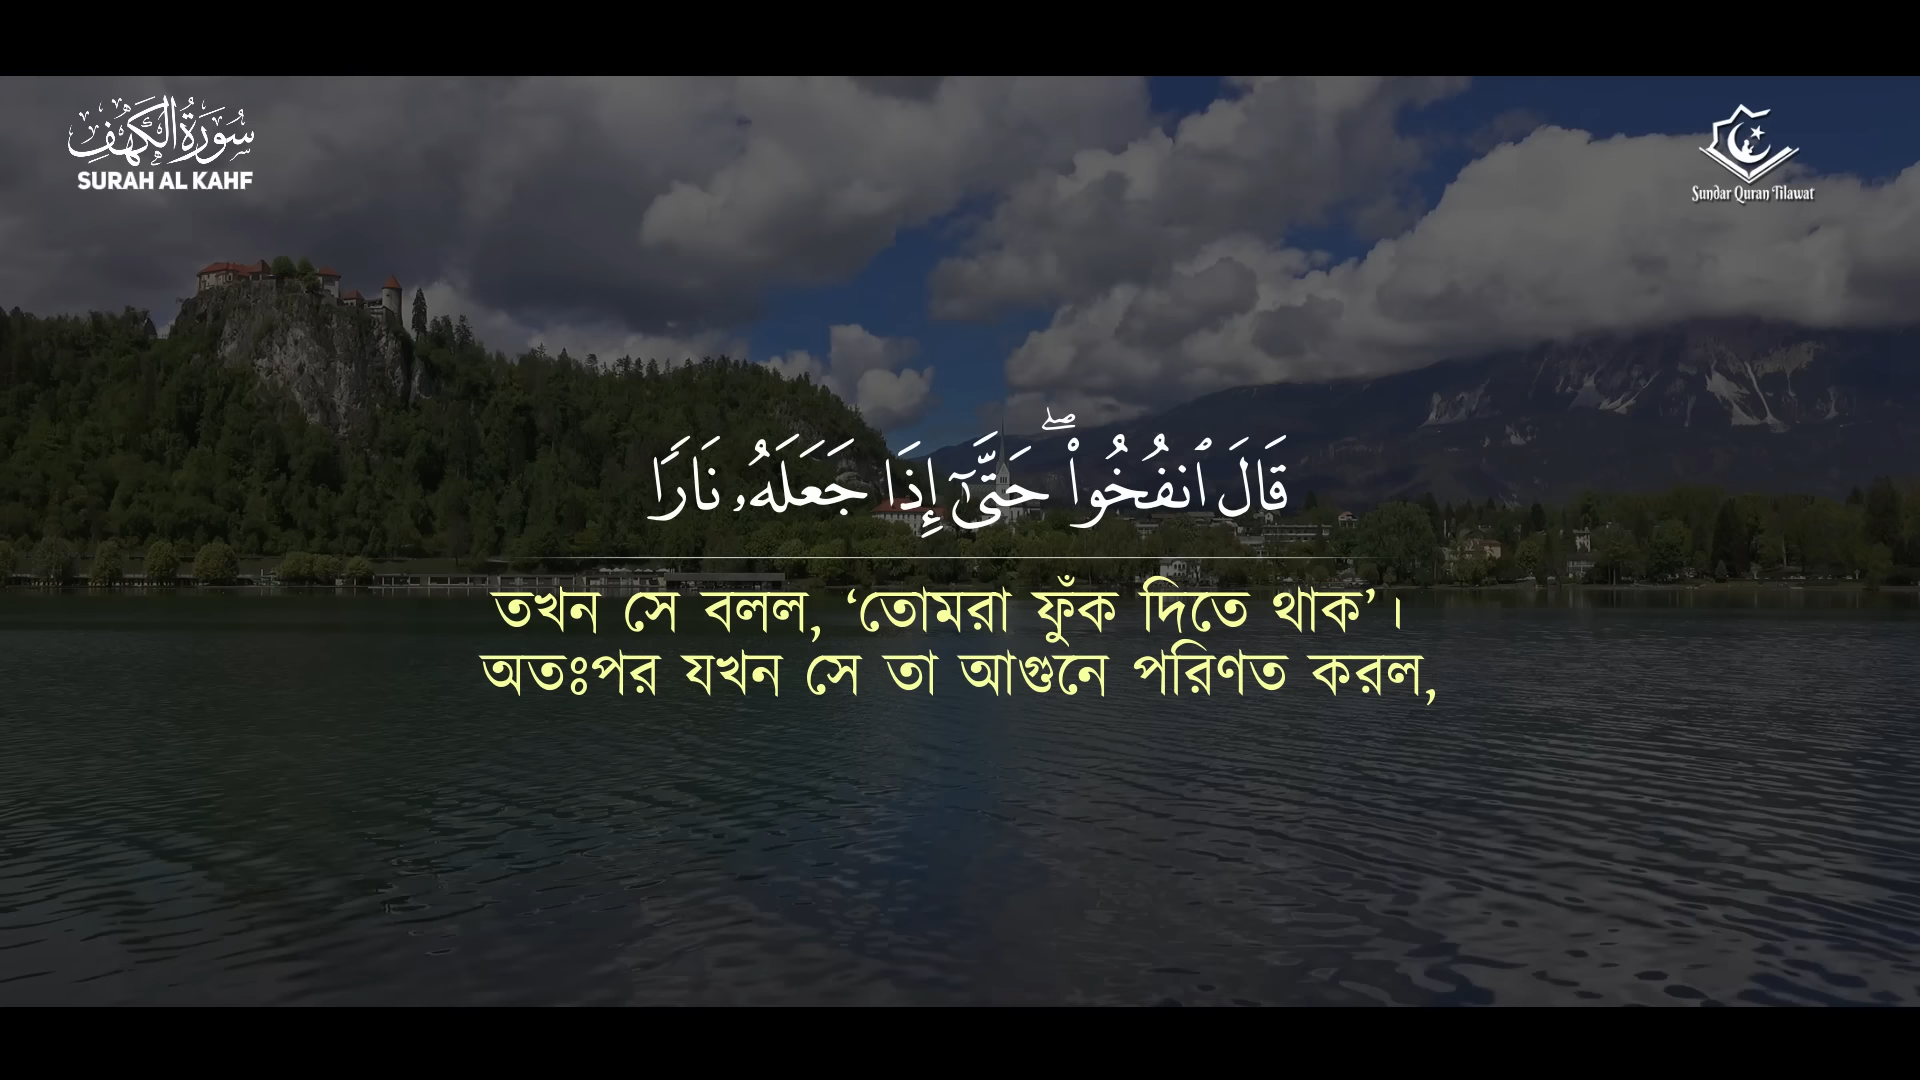 سُورَةُ الكَهْفِ
SURAH AL KAHF
Sundar Quran Tilawat
قَالَ ٱنفُخُوا۟ ۖ حَتَّىٰٓ إِذَا جَعَلَهُۥ نَارًا
তখন সে বলল, ‘তোমরা ফুঁক দিতে থাক’।
অতঃপর যখন সে তা আগুনে পরিণত করল,